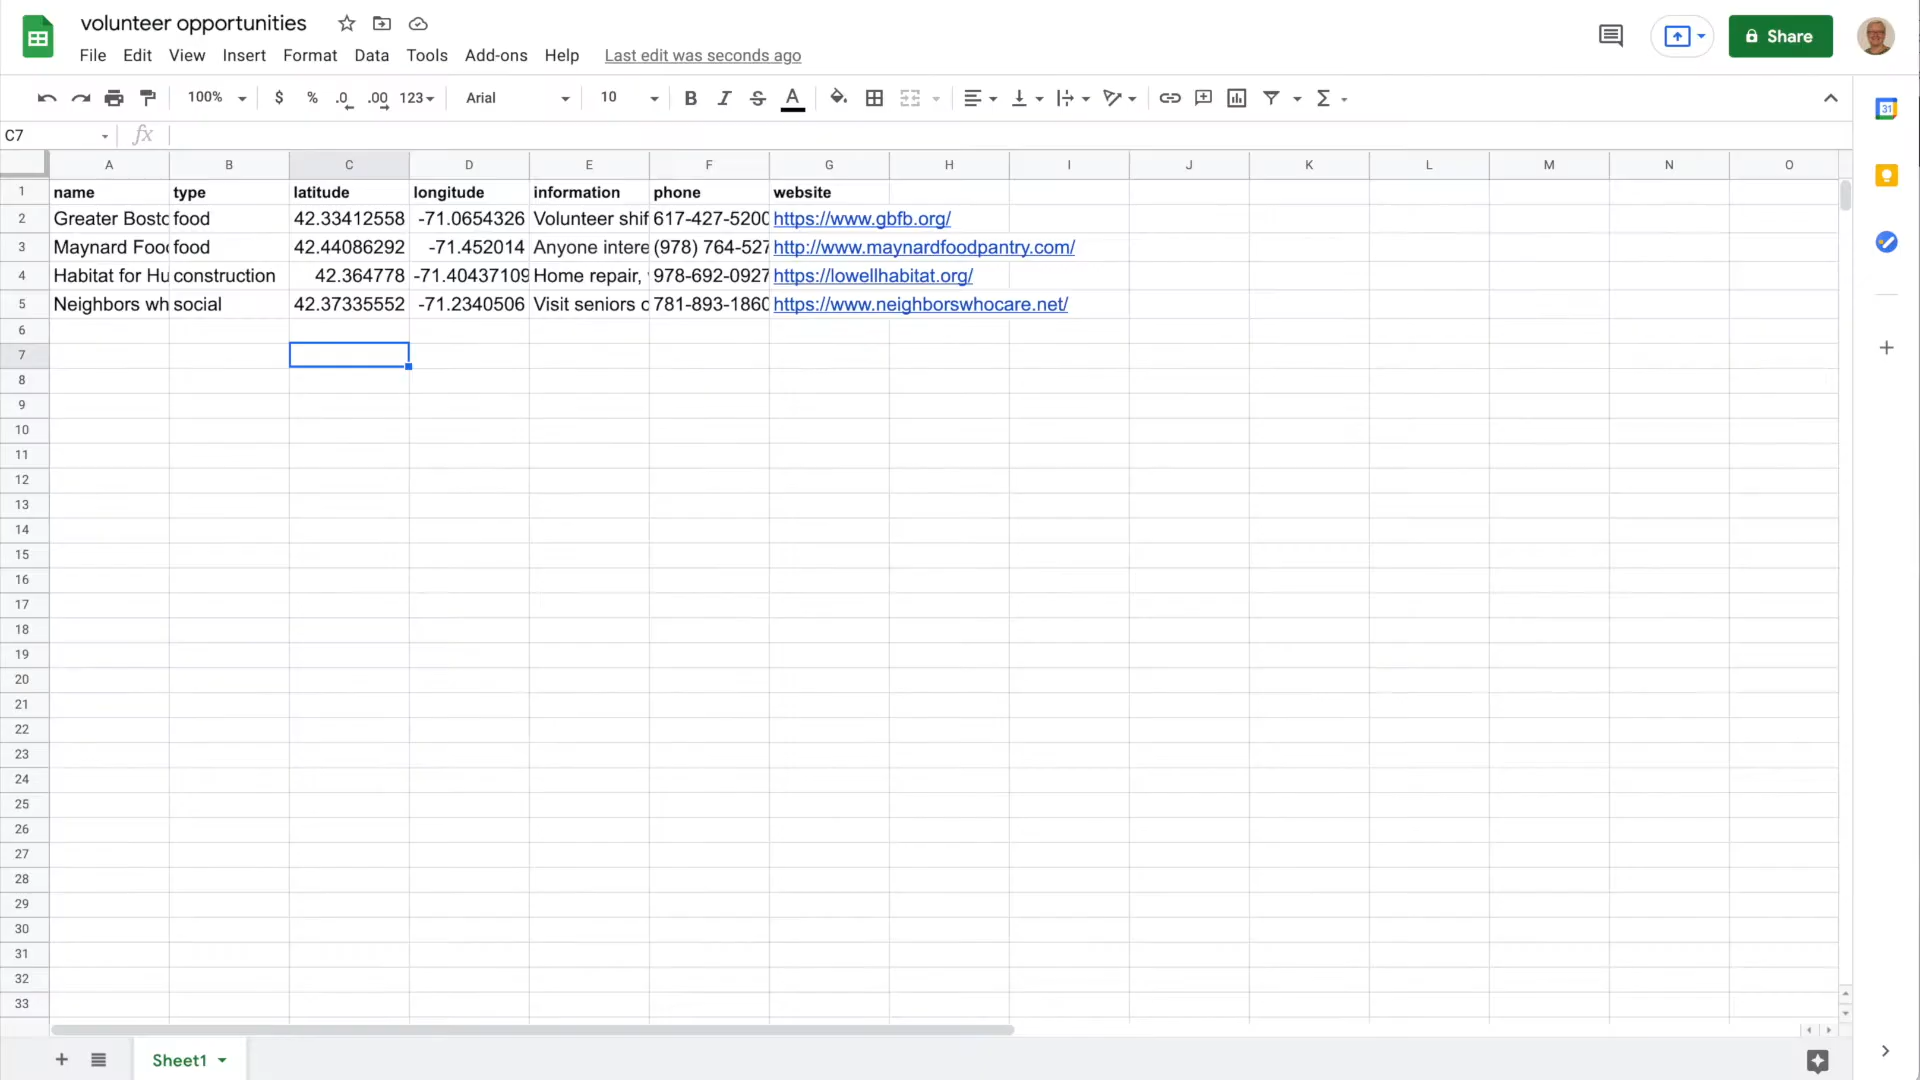 volunteer opportunities
File Edit View Insert Format Data Tools Add-ons Help Last edit was seconds ago
Share
100% $ % .0 .00 123 Arial 10 B I S A Σ
31
C7 fx
A B C D E F G H I J K L M N O
1 name type latitude longitude information phone website
2 Greater Bosto food 42.33412558 -71.0654326 Volunteer shif 617-427-5200 https://www.gbfb.org/
3 Maynard Food food 42.44086292 -71.452014 Anyone intere (978) 764-527 http://www.maynardfoodpantry.com/
4 Habitat for Hu construction 42.364778 -71.40437109 Home repair, 978-692-0927 https://lowellhabitat.org/
5 Neighbors wh social 42.37335552 -71.2340506 Visit seniors o 781-893-1860 https://www.neighborswhocare.net/
6
7
8
9
10
11
12
13
14
15
16
17
18
19
20
21
22
23
24
25
26
27
28
29
30
31
32
33
Sheet1